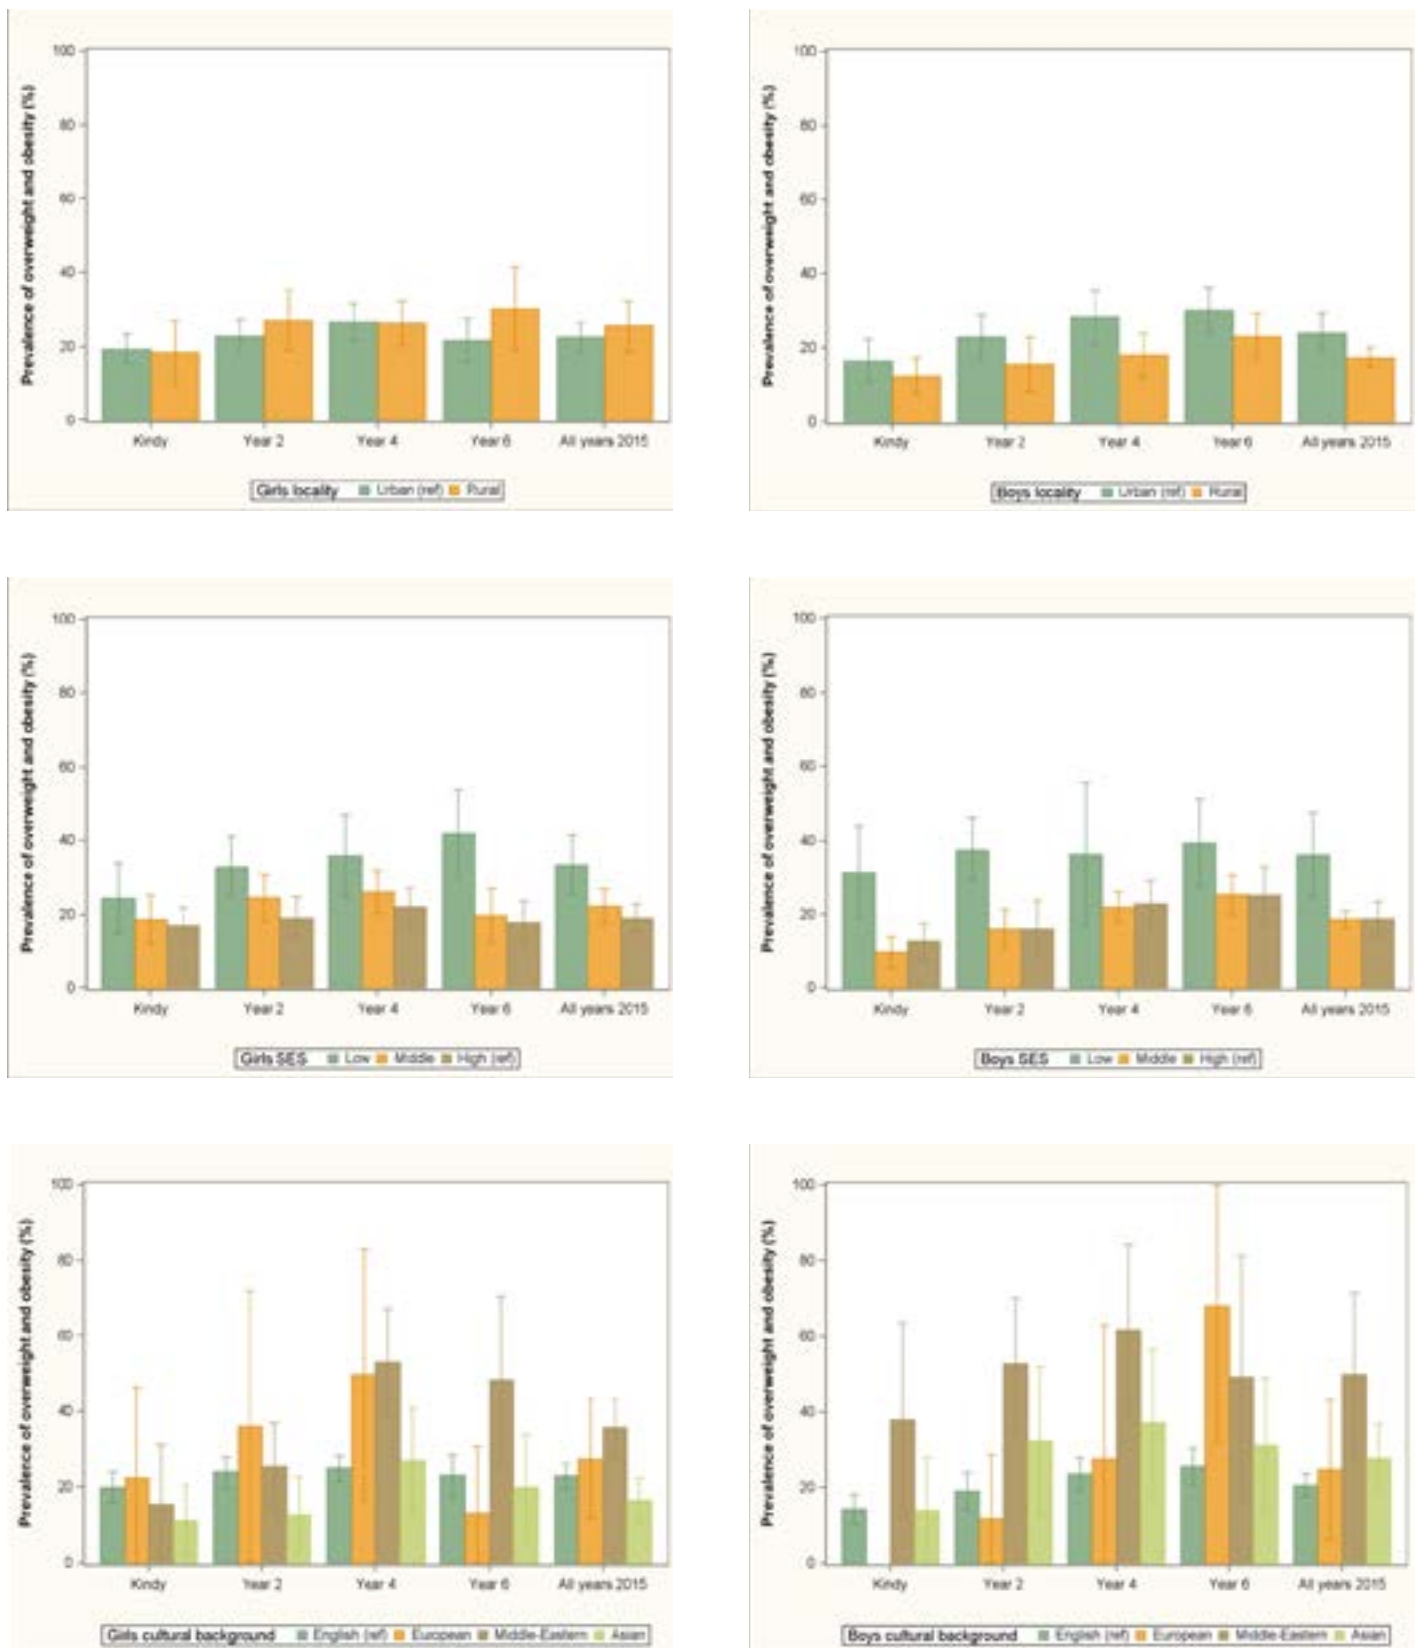 Prevalence of overweight and obesity (%)
100
80
60
40
20
0
Kindy Year 2 Year 4 Year 6 All years 2015
Girls locality Urban (ref) Rural
Prevalence of overweight and obesity (%)
100
80
60
40
20
0
Kindy Year 2 Year 4 Year 6 All years 2015
Boys locality Urban (ref) Rural
Prevalence of overweight and obesity (%)
100
80
60
40
20
0
Kindy Year 2 Year 4 Year 6 All years 2015
Girls SES Low Middle High (ref)
Prevalence of overweight and obesity (%)
100
80
60
40
20
0
Kindy Year 2 Year 4 Year 6 All years 2015
Boys SES Low Middle High (ref)
Prevalence of overweight and obesity (%)
100
80
60
40
20
0
Kindy Year 2 Year 4 Year 6 All years 2015
Girls cultural background English (ref) European Middle-Eastern Asian
Prevalence of overweight and obesity (%)
100
80
60
40
20
0
Kindy Year 2 Year 4 Year 6 All years 2015
Boys cultural background English (ref) European Middle-Eastern Asian